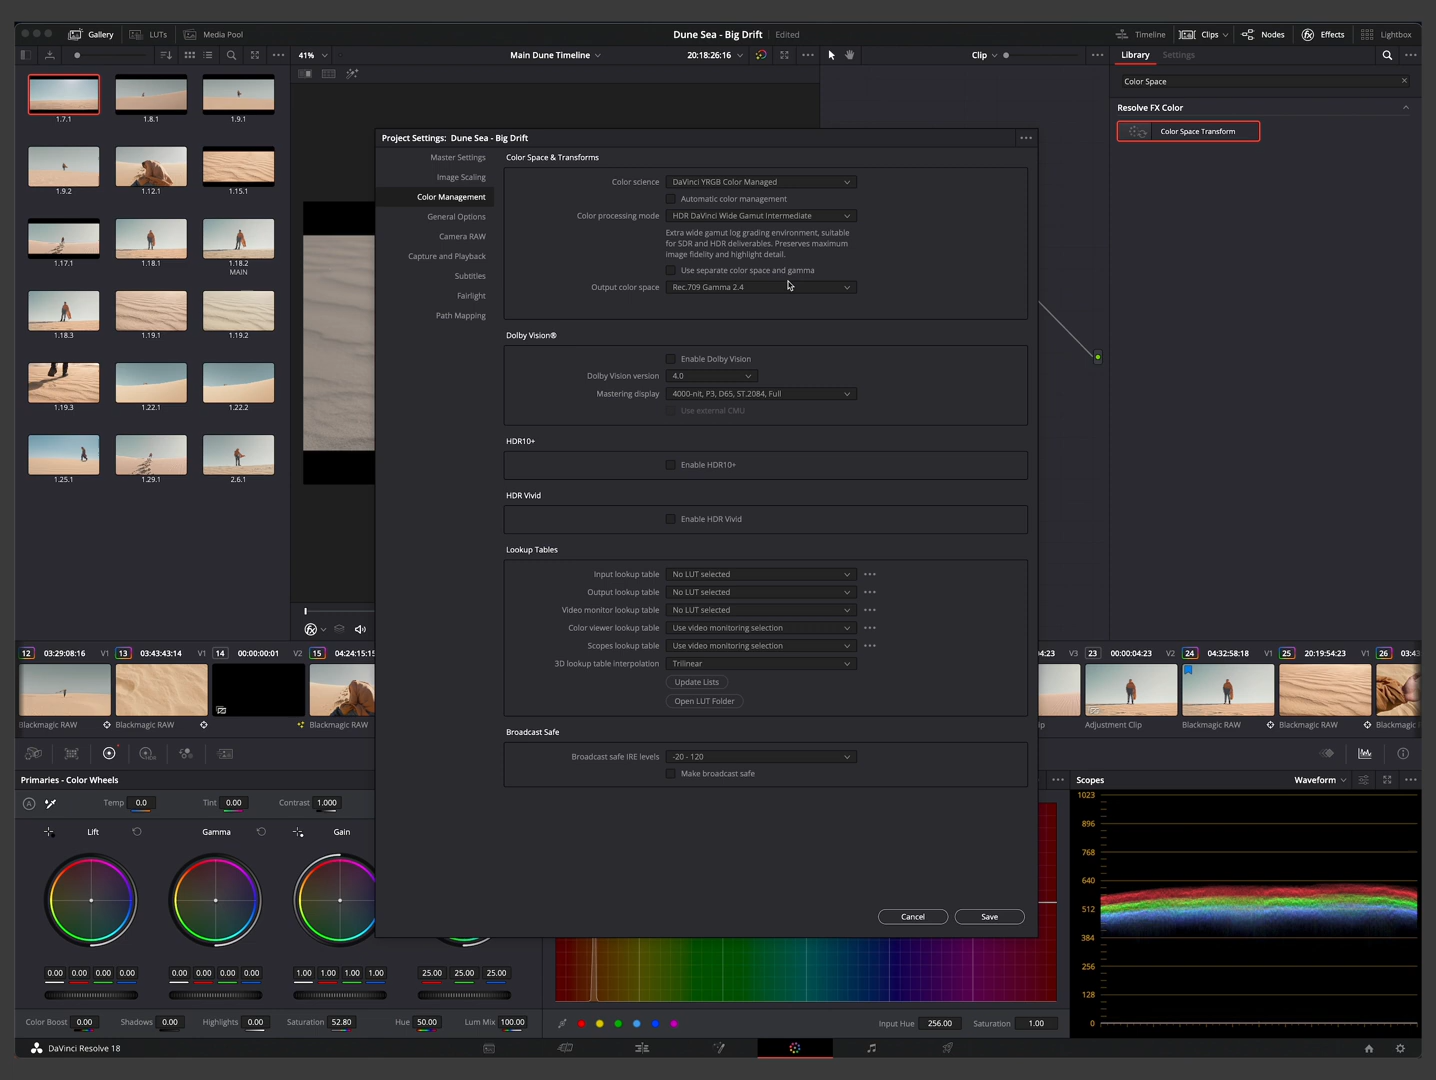 Gallery LUTs Media Pool Dune Sea - Big Drift Edited Timeline Clips Nodes Effects Lightbox
41% Main Dune Timeline 20:18:26:16 Clip Library Settings
Color Space
Resolve FX Color
Color Space Transform
1.7.1 1.8.1 1.9.1
1.9.2 1.12.1 1.15.1
1.17.1 1.18.1 1.18.2
MAIN
1.18.3 1.19.1 1.19.2
1.19.3 1.22.1 1.22.2
1.25.1 1.29.1 2.6.1
Project Settings: Dune Sea - Big Drift
Master Settings
Image Scaling
Color Management
General Options
Camera RAW
Capture and Playback
Subtitles
Fairlight
Path Mapping
Color Space & Transforms
Color science DaVinci YRGB Color Managed
Automatic color management
Color processing mode HDR DaVinci Wide Gamut Intermediate
Extra wide gamut log grading environment, suitable
for SDR and HDR deliverables. Preserves maximum
image fidelity and highlight detail.
Use separate color space and gamma
Output color space Rec.709 Gamma 2.4
Dolby Vision®
Enable Dolby Vision
Dolby Vision version 4.0
Mastering display 4000-nit, P3, D65, ST.2084, Full
Use external CMU
HDR10+
Enable HDR10+
HDR Vivid
Enable HDR Vivid
Lookup Tables
Input lookup table No LUT selected
Output lookup table No LUT selected
Video monitor lookup table No LUT selected
Color viewer lookup table Use video monitoring selection
Scopes lookup table Use video monitoring selection
3D lookup table interpolation Trilinear
Update Lists
Open LUT Folder
Broadcast Safe
Broadcast safe IRE levels -20 - 120
Make broadcast safe
Cancel Save
12 03:29:08:16 V1 13 03:43:43:14 V1 14 00:00:00:01 V2 15 04:24:15:15
4:23 V3 23 00:00:04:23 V2 24 04:32:58:18 V1 25 20:19:54:23 V1 26 03:43
Blackmagic RAW Blackmagic RAW Blackmagic RAW
ip Adjustment Clip Blackmagic RAW Blackmagic RAW
Primaries - Color Wheels
Temp 0.0 Tint 0.00 Contrast 1.000
Lift Gamma Gain
0.00 0.00 0.00 0.00 0.00 0.00 0.00 0.00 1.00 1.00 1.00 1.00 25.00 25.00 25.00
Color Boost 0.00 Shadows 0.00 Highlights 0.00 Saturation 52.80 Hue 50.00 Lum Mix 100.00
Input Hue 256.00 Saturation 1.00
Scopes Waveform
1023
896
768
640
512
384
256
128
0
DaVinci Resolve 18